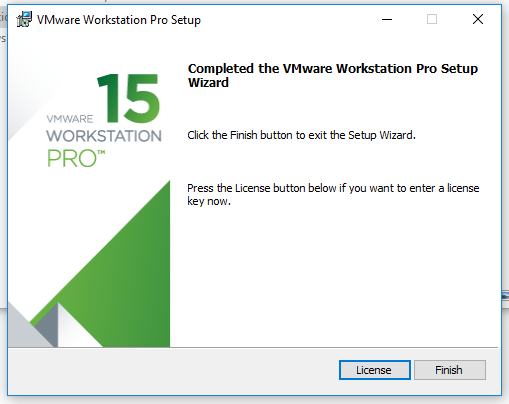 VMware Workstation Pro Setup
15
VMWARE
WORKSTATION
PRO™
Completed the VMware Workstation Pro Setup
Wizard
Click the Finish button to exit the Setup Wizard.
Press the License button below if you want to enter a license
key now.
License
Finish